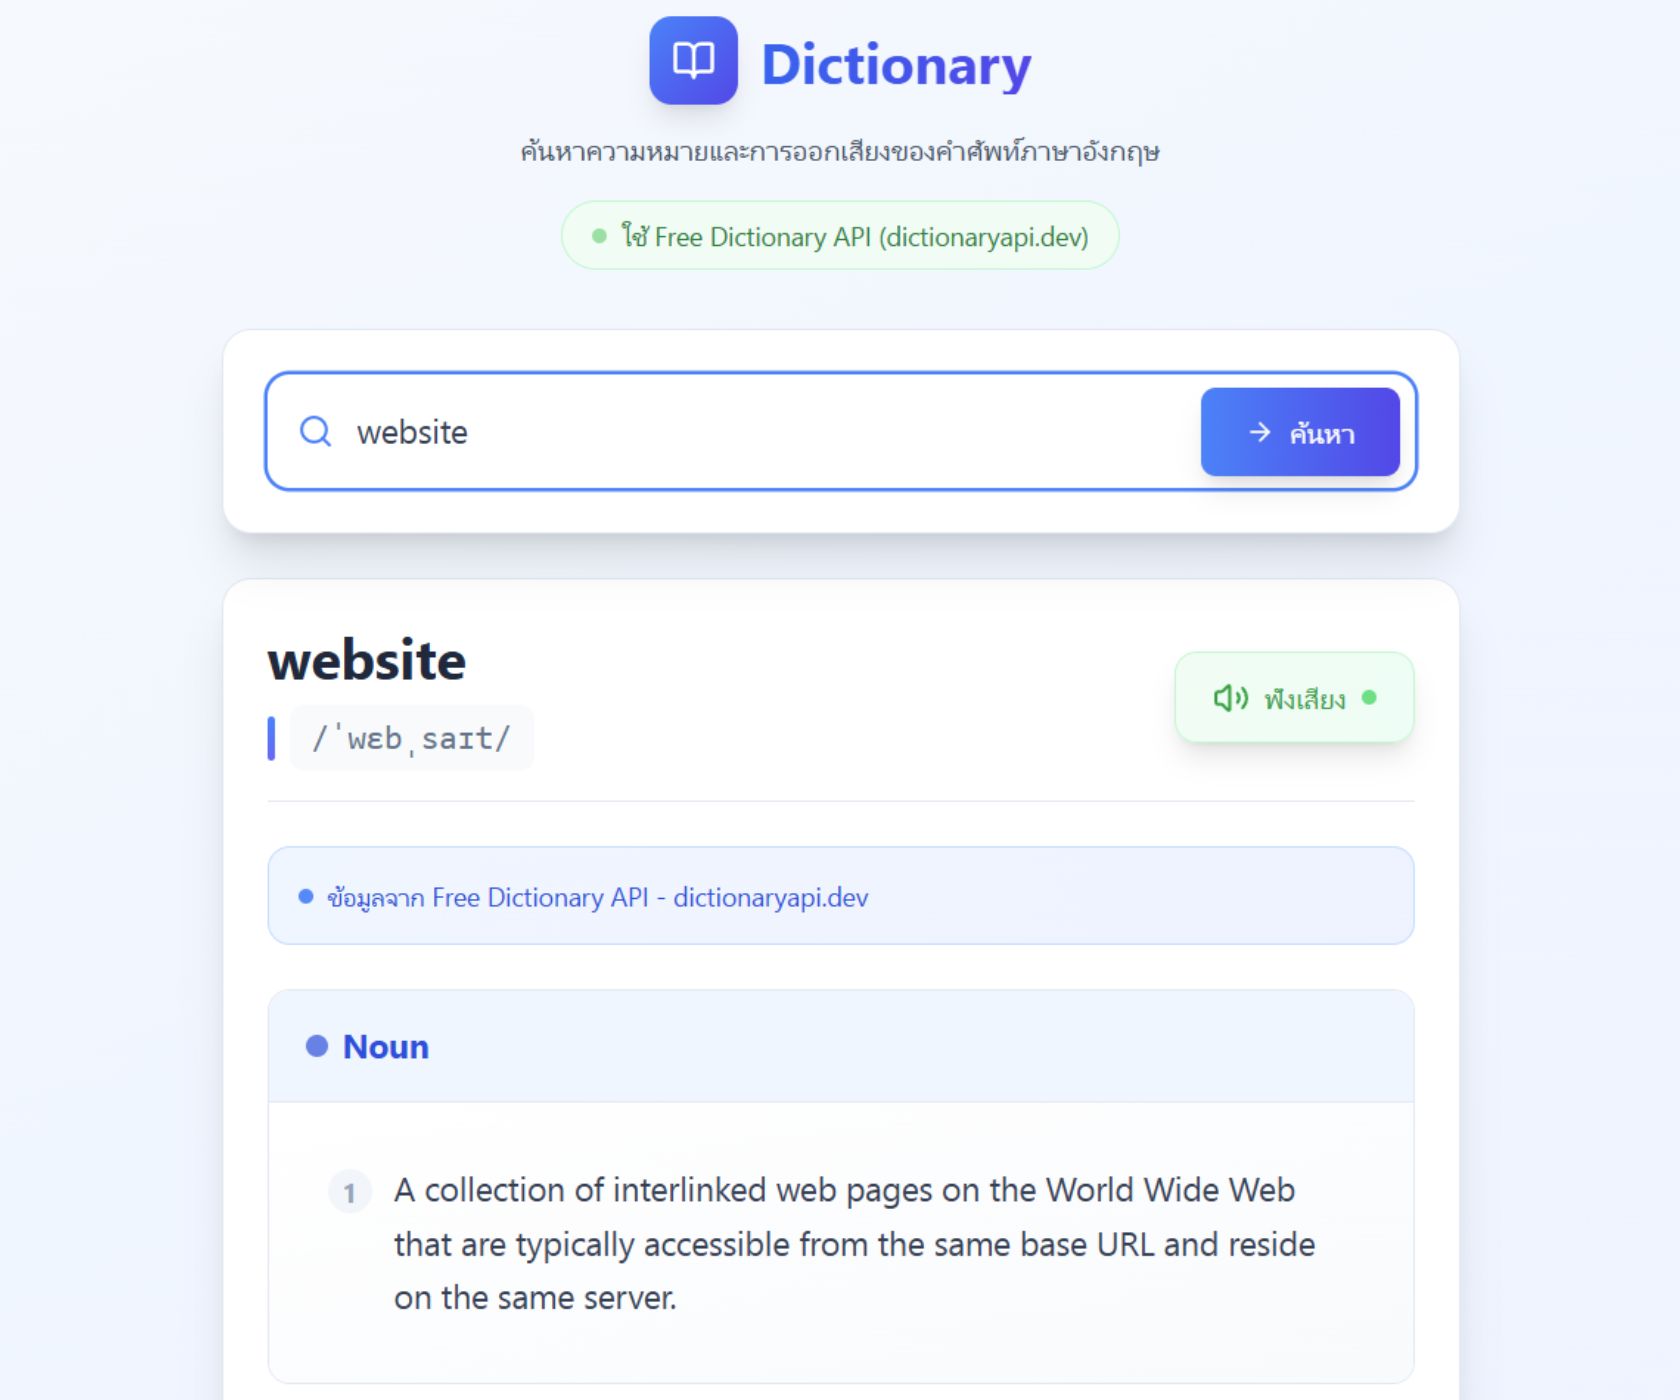 Dictionary
ค้นหาความหมายและการออกเสียงของคำศัพท์ภาษาอังกฤษ
ใช้ Free Dictionary API (dictionaryapi.dev)
website
ค้นหา
website
ฟังเสียง
/ˈwɛbˌsaɪt/
ข้อมูลจาก Free Dictionary API - dictionaryapi.dev
Noun
1 A collection of interlinked web pages on the World Wide Web
that are typically accessible from the same base URL and reside
on the same server.